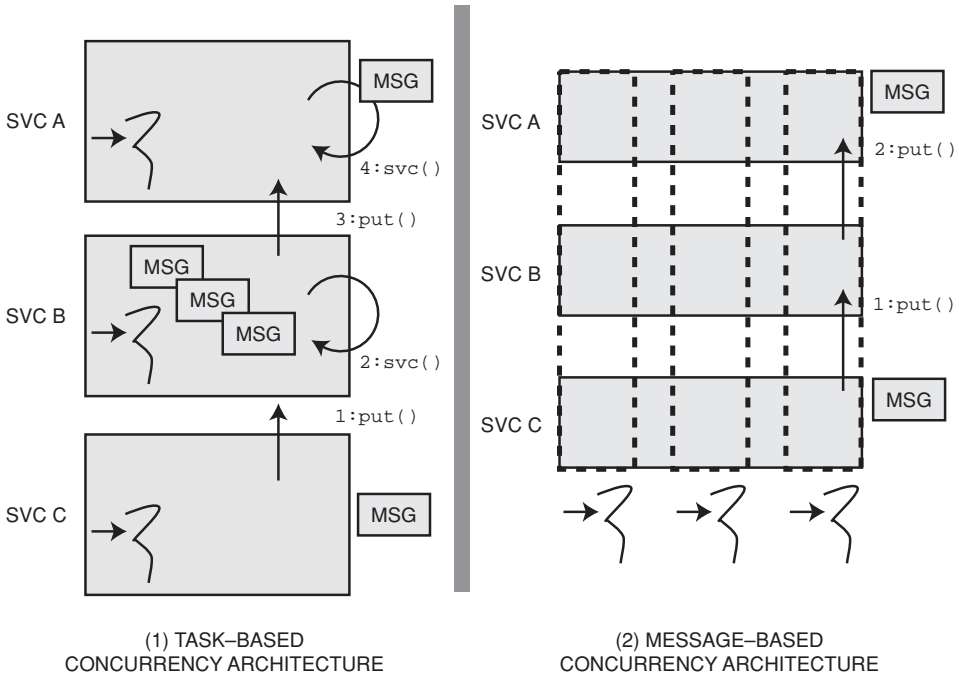 MSG
SVC A
4:svc()
3:put()
MSG
MSG
MSG
SVC B
2:svc()
1:put()
SVC C
MSG
(1) TASK–BASED
CONCURRENCY ARCHITECTURE
MSG
SVC A
2:put()
SVC B
1:put()
MSG
SVC C
(2) MESSAGE–BASED
CONCURRENCY ARCHITECTURE